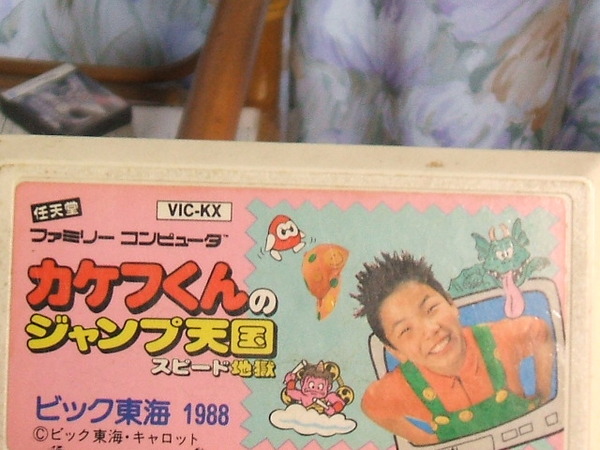 任天堂
VIC-KX
ファミリーコンピュータ™
カケフくんの
ジャンプ天国
スピード地獄
ビック東海 1988
©ビック東海・キャロット